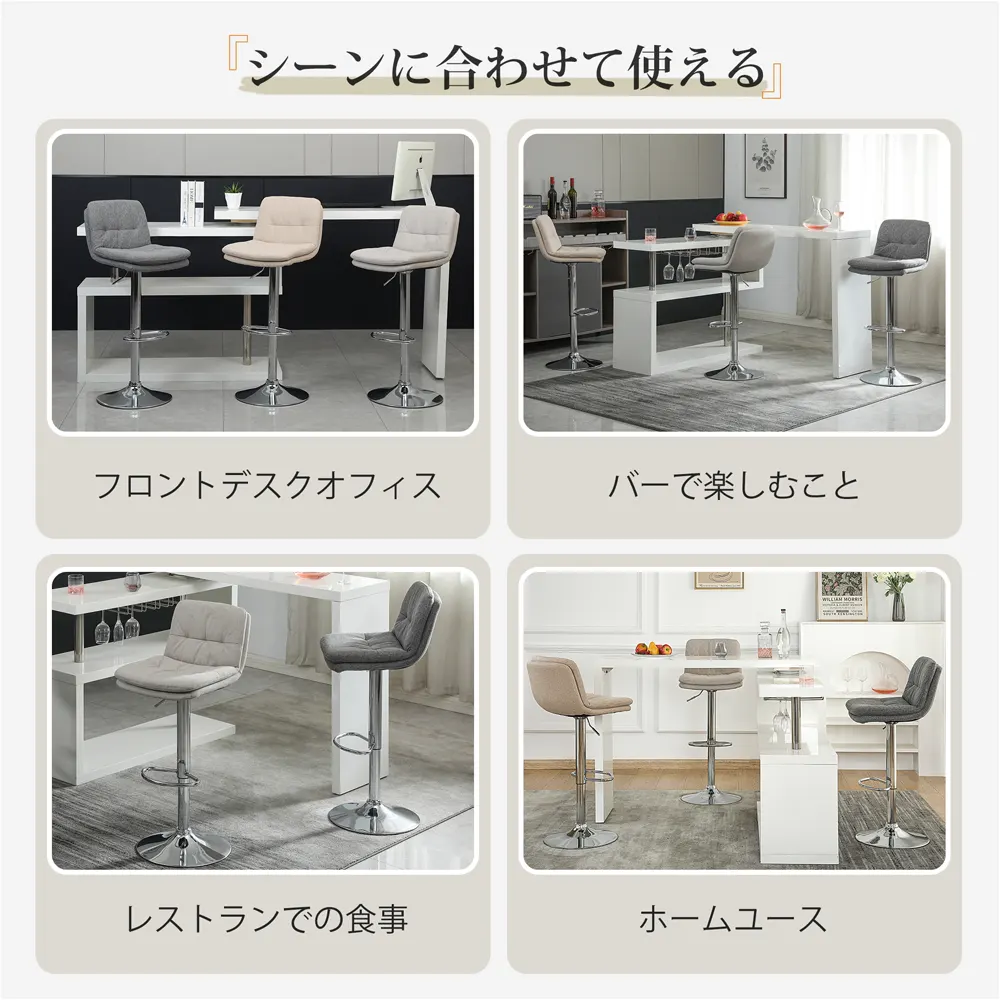 『シーンに合わせて使える』
フロントデスクオフィス
バーで楽しむこと
レストランでの食事
ホームユース
WILLIAM MORRIS